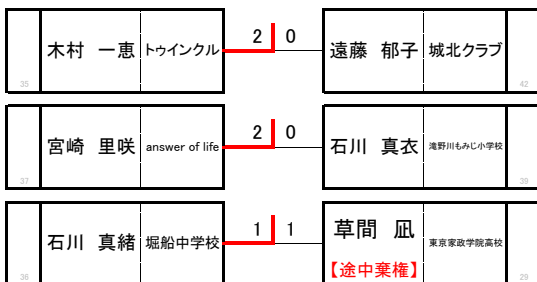 木村 一恵 トゥインクル 2 0 遠藤 郁子 城北クラブ
35 42
宮崎 里咲 answer of life 2 0 石川 真衣 滝野川もみじ小学校
37 39
石川 真緒 堀船中学校 1 1 草間 凪 東京家政学院高校
【途中棄権】
36 29